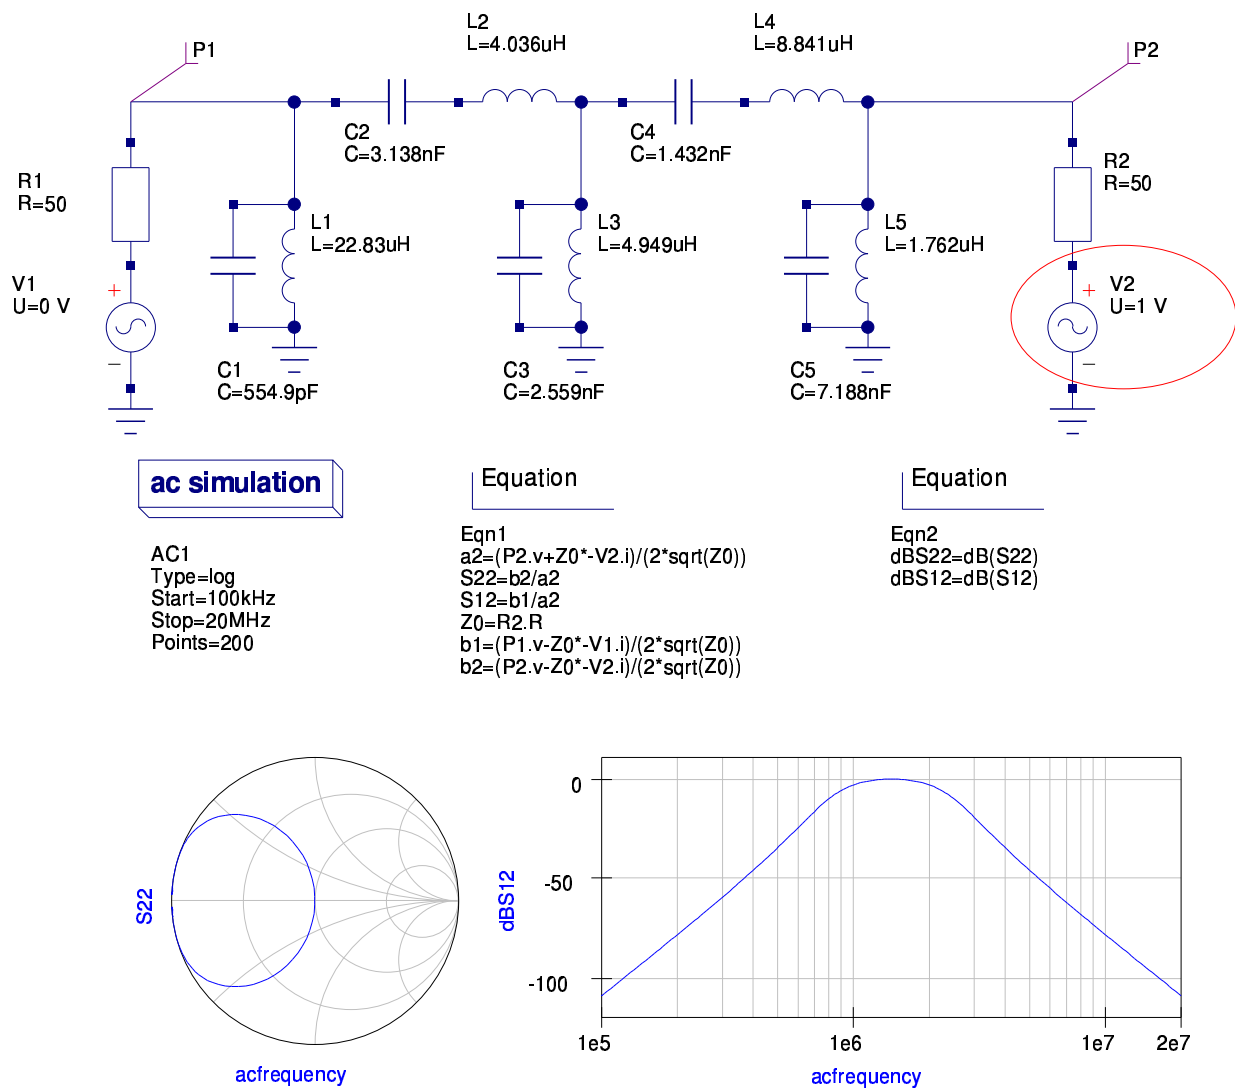 P1
L2
L=4.036uH
L4
L=8.841uH
P2
C2
C=3.138nF
C4
C=1.432nF
R1
R=50
R2
R=50
L1
L=22.83uH
L3
L=4.949uH
L5
L=1.762uH
V1
U=0 V
+
−
V2
U=1 V
+
−
C1
C=554.9pF
C3
C=2.559nF
C5
C=7.188nF
ac simulation
AC1
Type=log
Start=100kHz
Stop=20MHz
Points=200
Equation
Eqn1
a2=(P2.v+Z0*-V2.i)/(2*sqrt(Z0))
S22=b2/a2
S12=b1/a2
Z0=R2.R
b1=(P1.v-Z0*-V1.i)/(2*sqrt(Z0))
b2=(P2.v-Z0*-V2.i)/(2*sqrt(Z0))
Equation
Eqn2
dBS22=dB(S22)
dBS12=dB(S12)
S22
acfrequency
dBS12
0
-50
-100
1e5
1e6
1e7
2e7
acfrequency